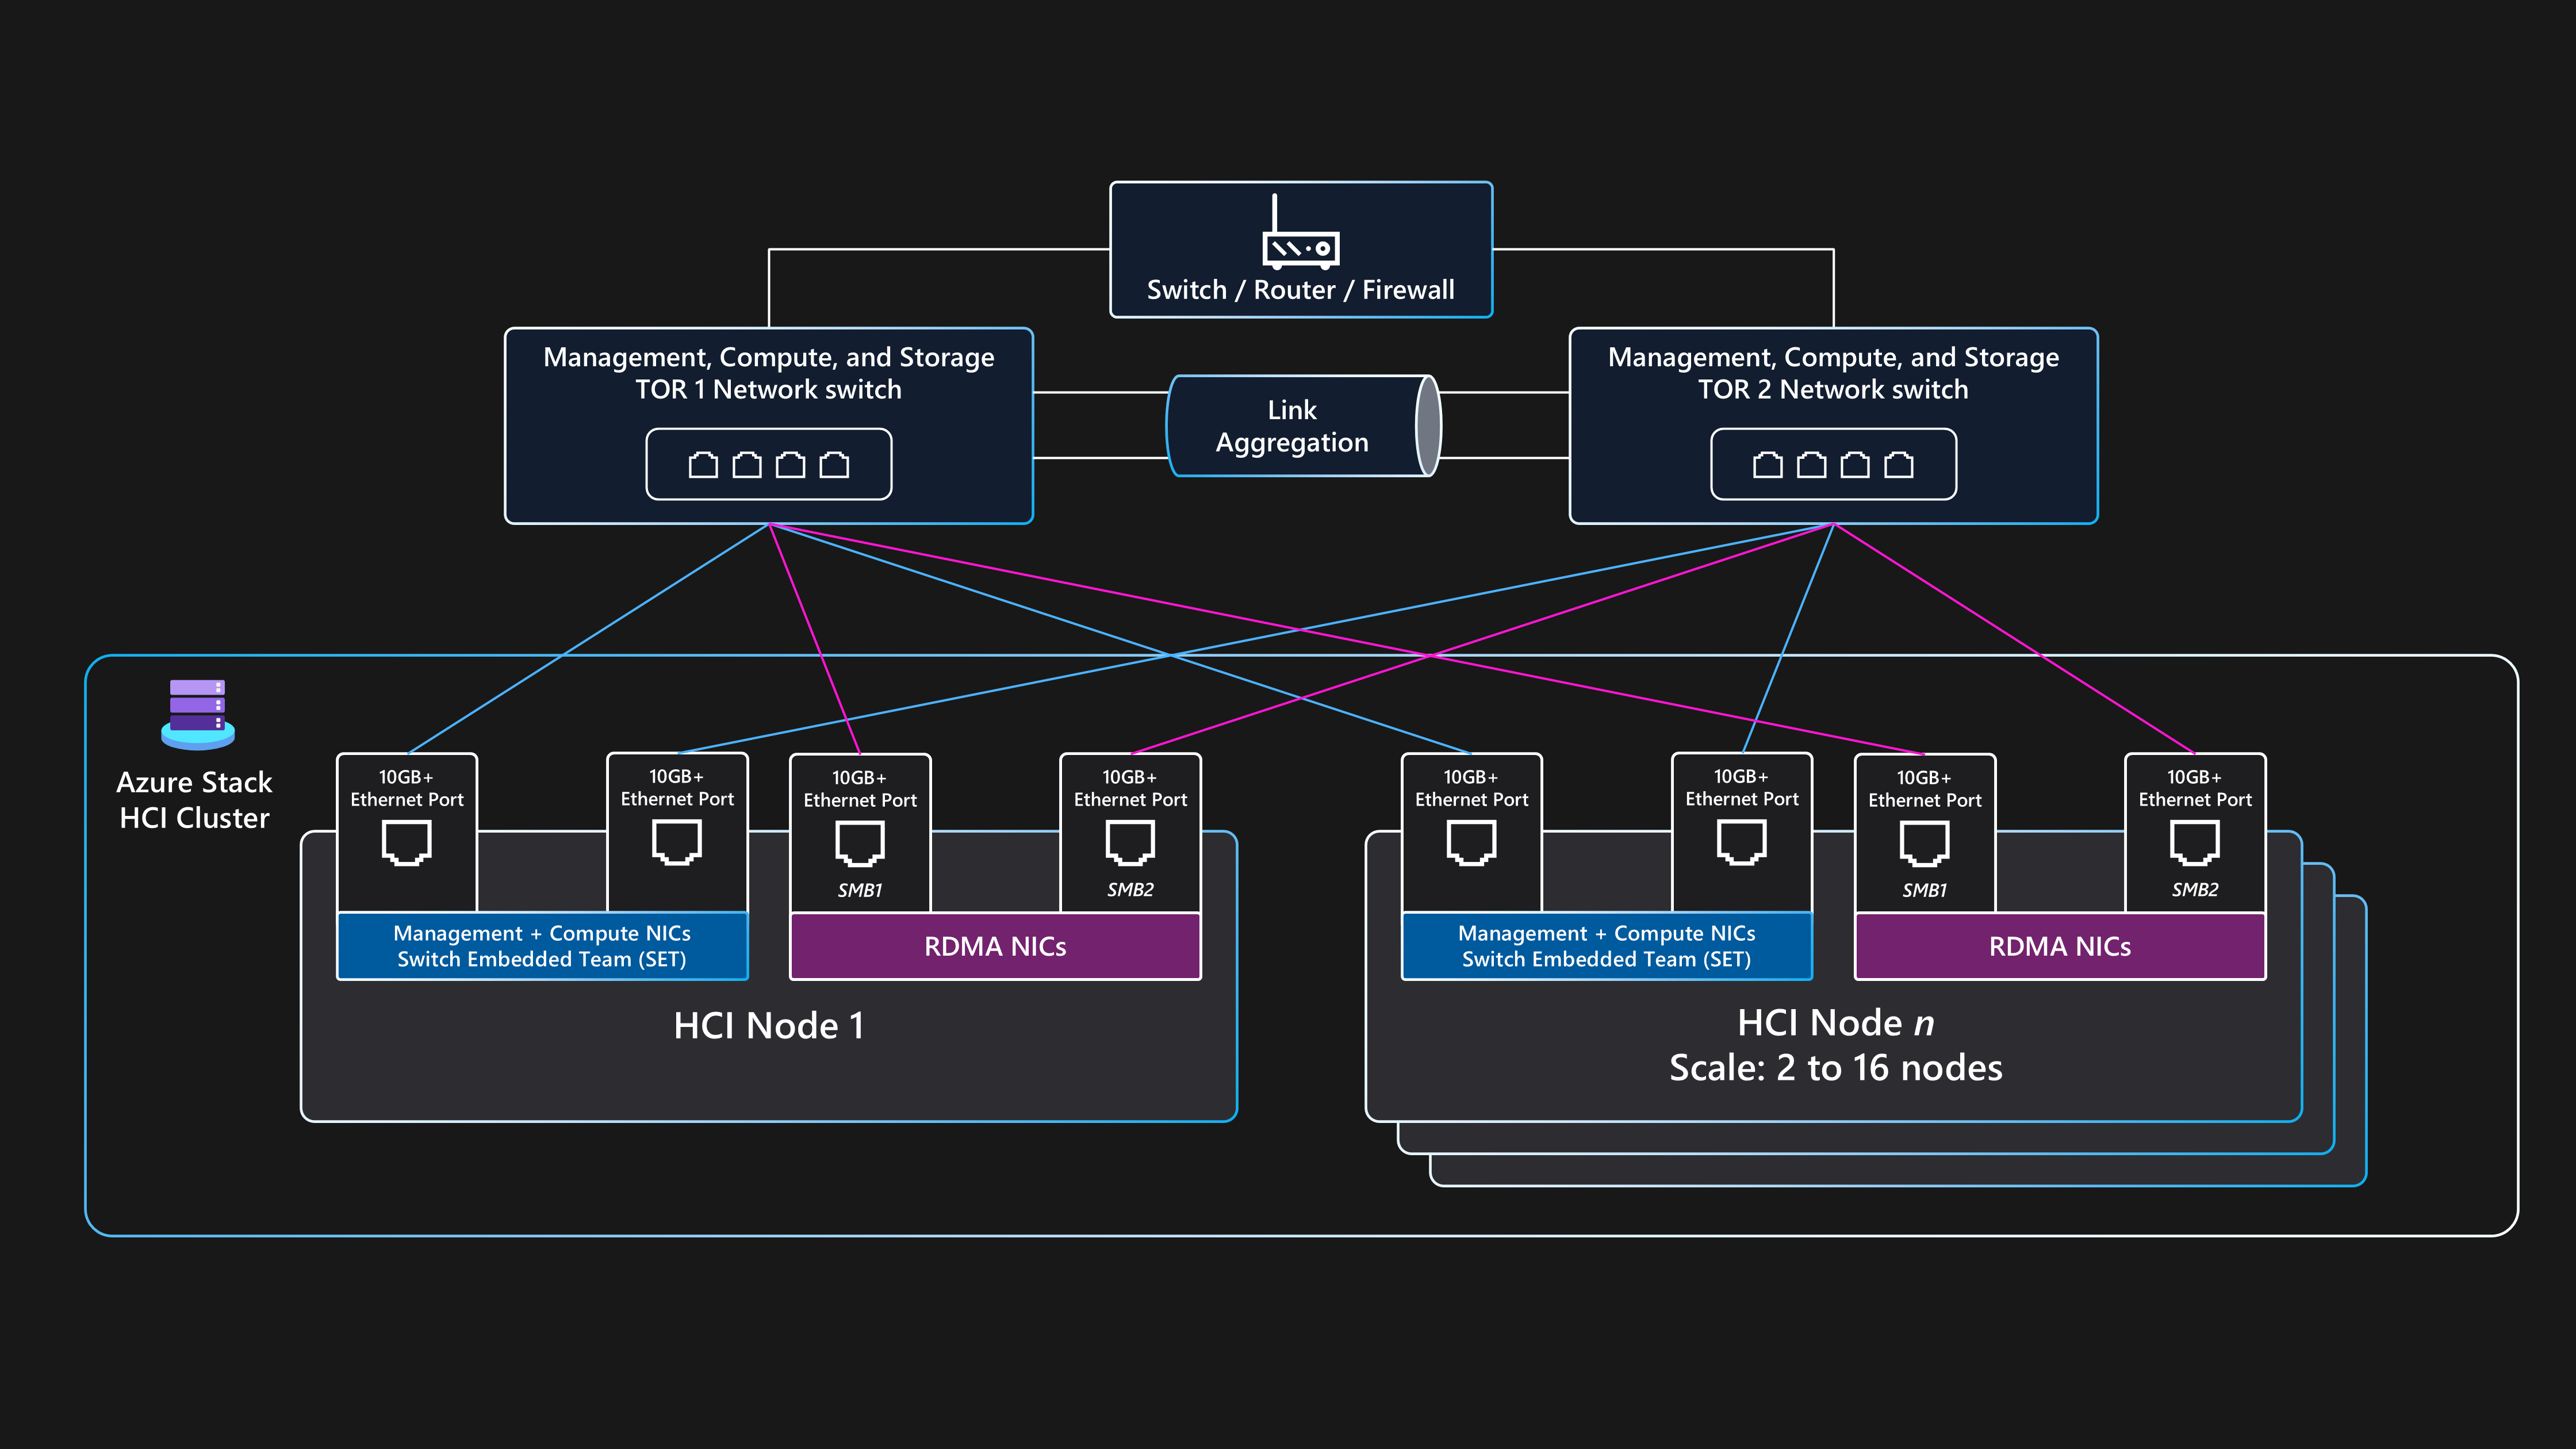 Switch / Router / Firewall
Management, Compute, and Storage
TOR 1 Network switch
Link
Aggregation
Management, Compute, and Storage
TOR 2 Network switch
Azure Stack
HCI Cluster
10GB+
Ethernet Port
10GB+
Ethernet Port
10GB+
Ethernet Port
SMB1
10GB+
Ethernet Port
SMB2
Management + Compute NICs
Switch Embedded Team (SET)
RDMA NICs
HCI Node 1
10GB+
Ethernet Port
10GB+
Ethernet Port
10GB+
Ethernet Port
SMB1
10GB+
Ethernet Port
SMB2
Management + Compute NICs
Switch Embedded Team (SET)
RDMA NICs
HCI Node n
Scale: 2 to 16 nodes